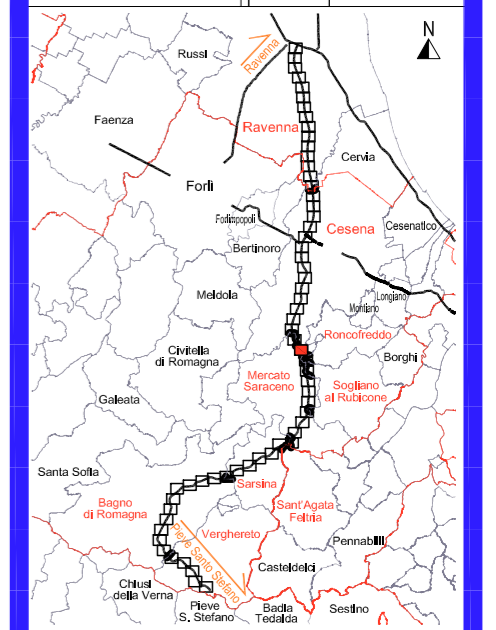 N
Russi
Ravenna
Faenza
Ravenna
Cervia
Forlì
Forlimpopoli
Cesena
Cesenatico
Bertinoro
Meldola
Longiano
Montiano
Roncofreddo
Civitella
di Romagna
Borghi
Mercato
Saraceno
Sogliano
al Rubicone
Galeata
Santa Sofia
Sarsina
Bagno
di Romagna
Sant'Agata
Feltria
Verghereto
Pieve Santo Stefano
Pennabilli
Casteldelci
Chiusi
della Verna
Pieve
S. Stefano
Badia
Tedalda
Sestino